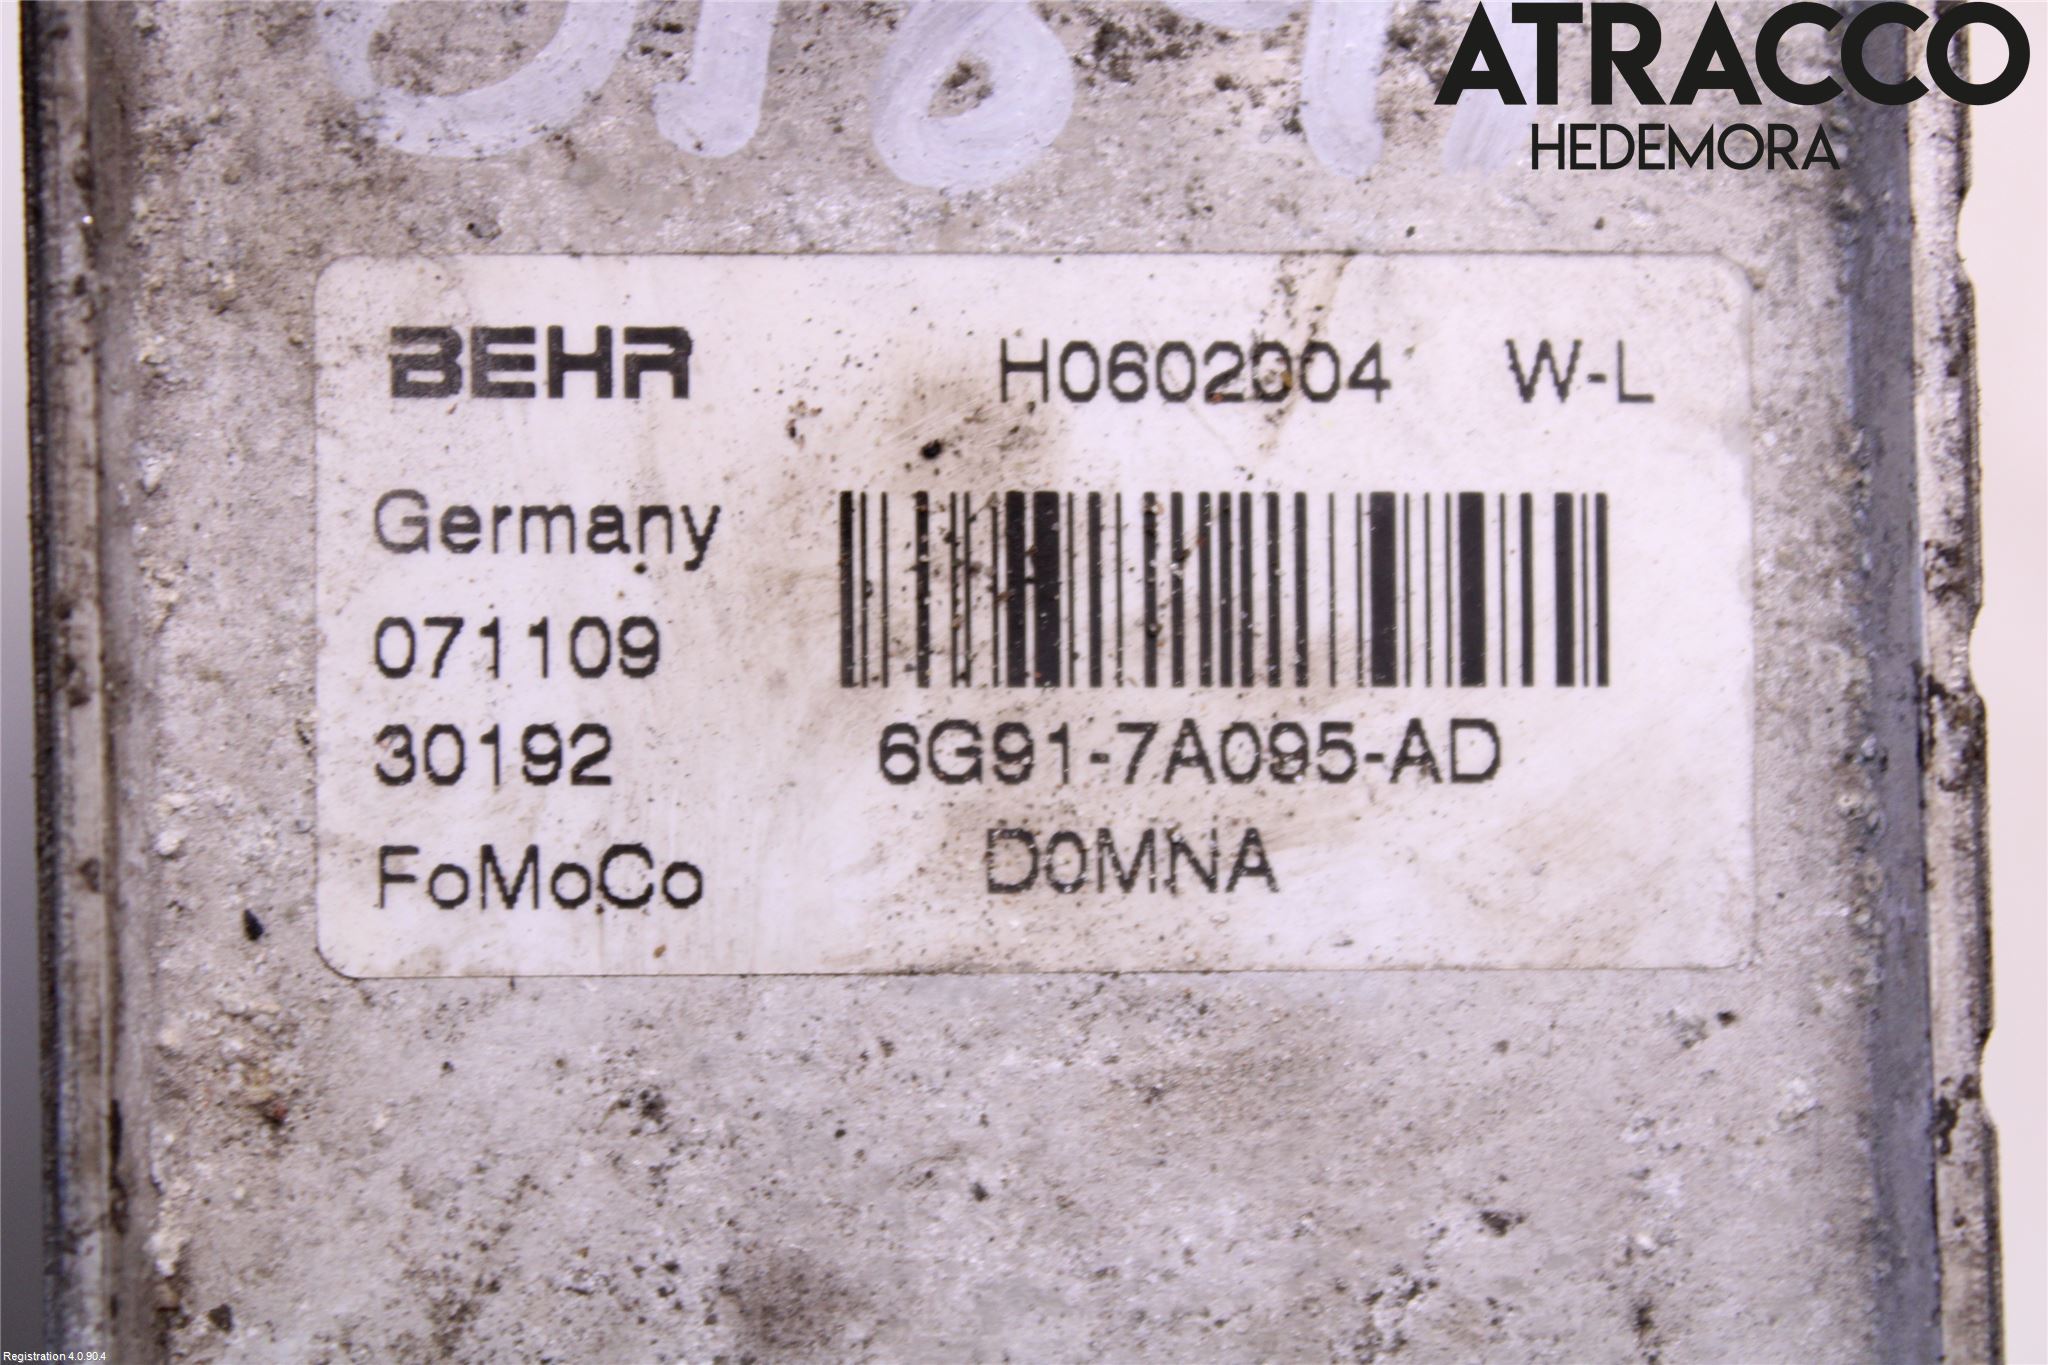 ATRACCO
HEDEMORA
BEHR H0602004 W-L
Germany
071109
30192 6G91-7A095-AD
FoMoCo D0MNA
Registration 4.0.90.4